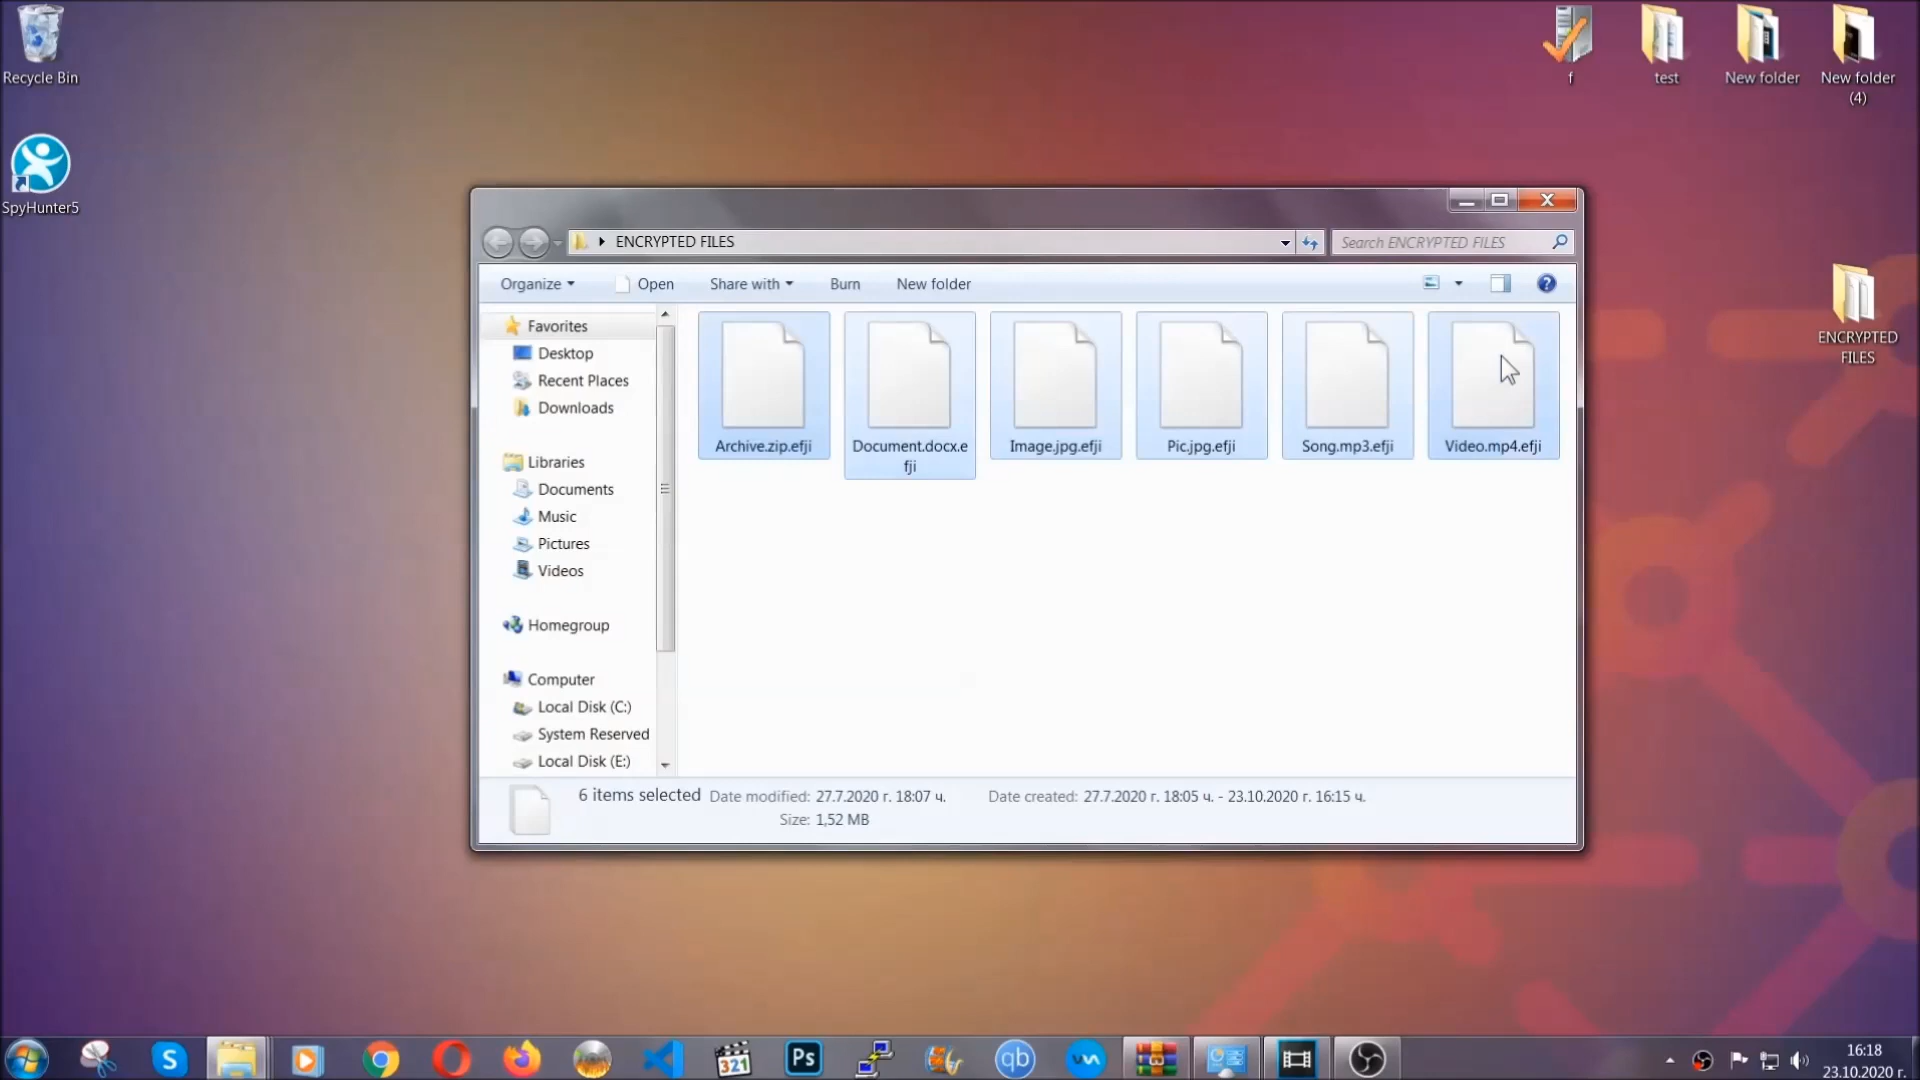 Recycle Bin
SpyHunter5
f
test
New folder
New folder
(4)
ENCRYPTED
FILES
ENCRYPTED FILES
Search ENCRYPTED FILES
Organize
Open
Share with
Burn
New folder
Favorites
Desktop
Recent Places
Downloads
Libraries
Documents
Music
Pictures
Videos
Homegroup
Computer
Local Disk (C:)
System Reserved
Local Disk (E:)
Archive.zip.efji
Document.docx.e
fji
Image.jpg.efji
Pic.jpg.efji
Song.mp3.efji
Video.mp4.efji
6 items selected
Date modified: 27.7.2020 г. 18:07 ч.
Date created: 27.7.2020 г. 18:05 ч. - 23.10.2020 г. 16:15 ч.
Size: 1,52 MB
S
321
Ps
qb
16:18
23.10.2020 г.